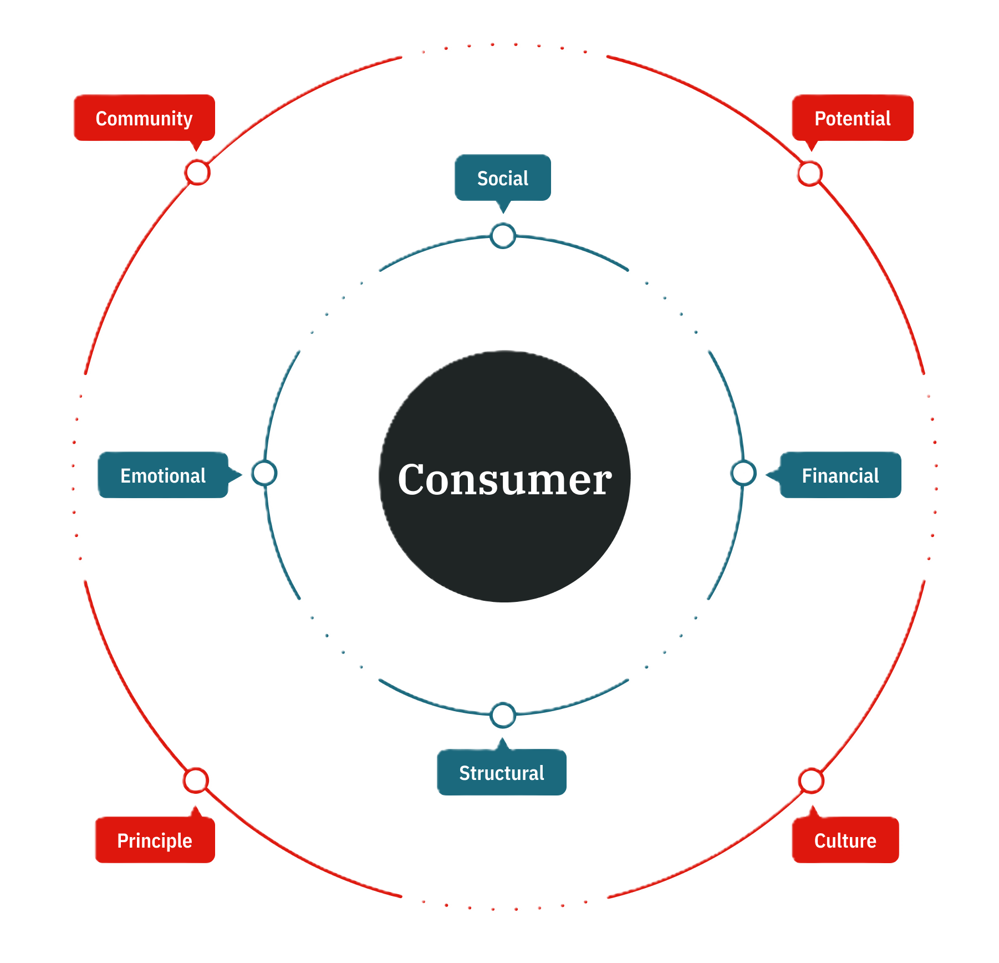 Community
Potential
Social
Emotional
Consumer
Financial
Structural
Principle
Culture